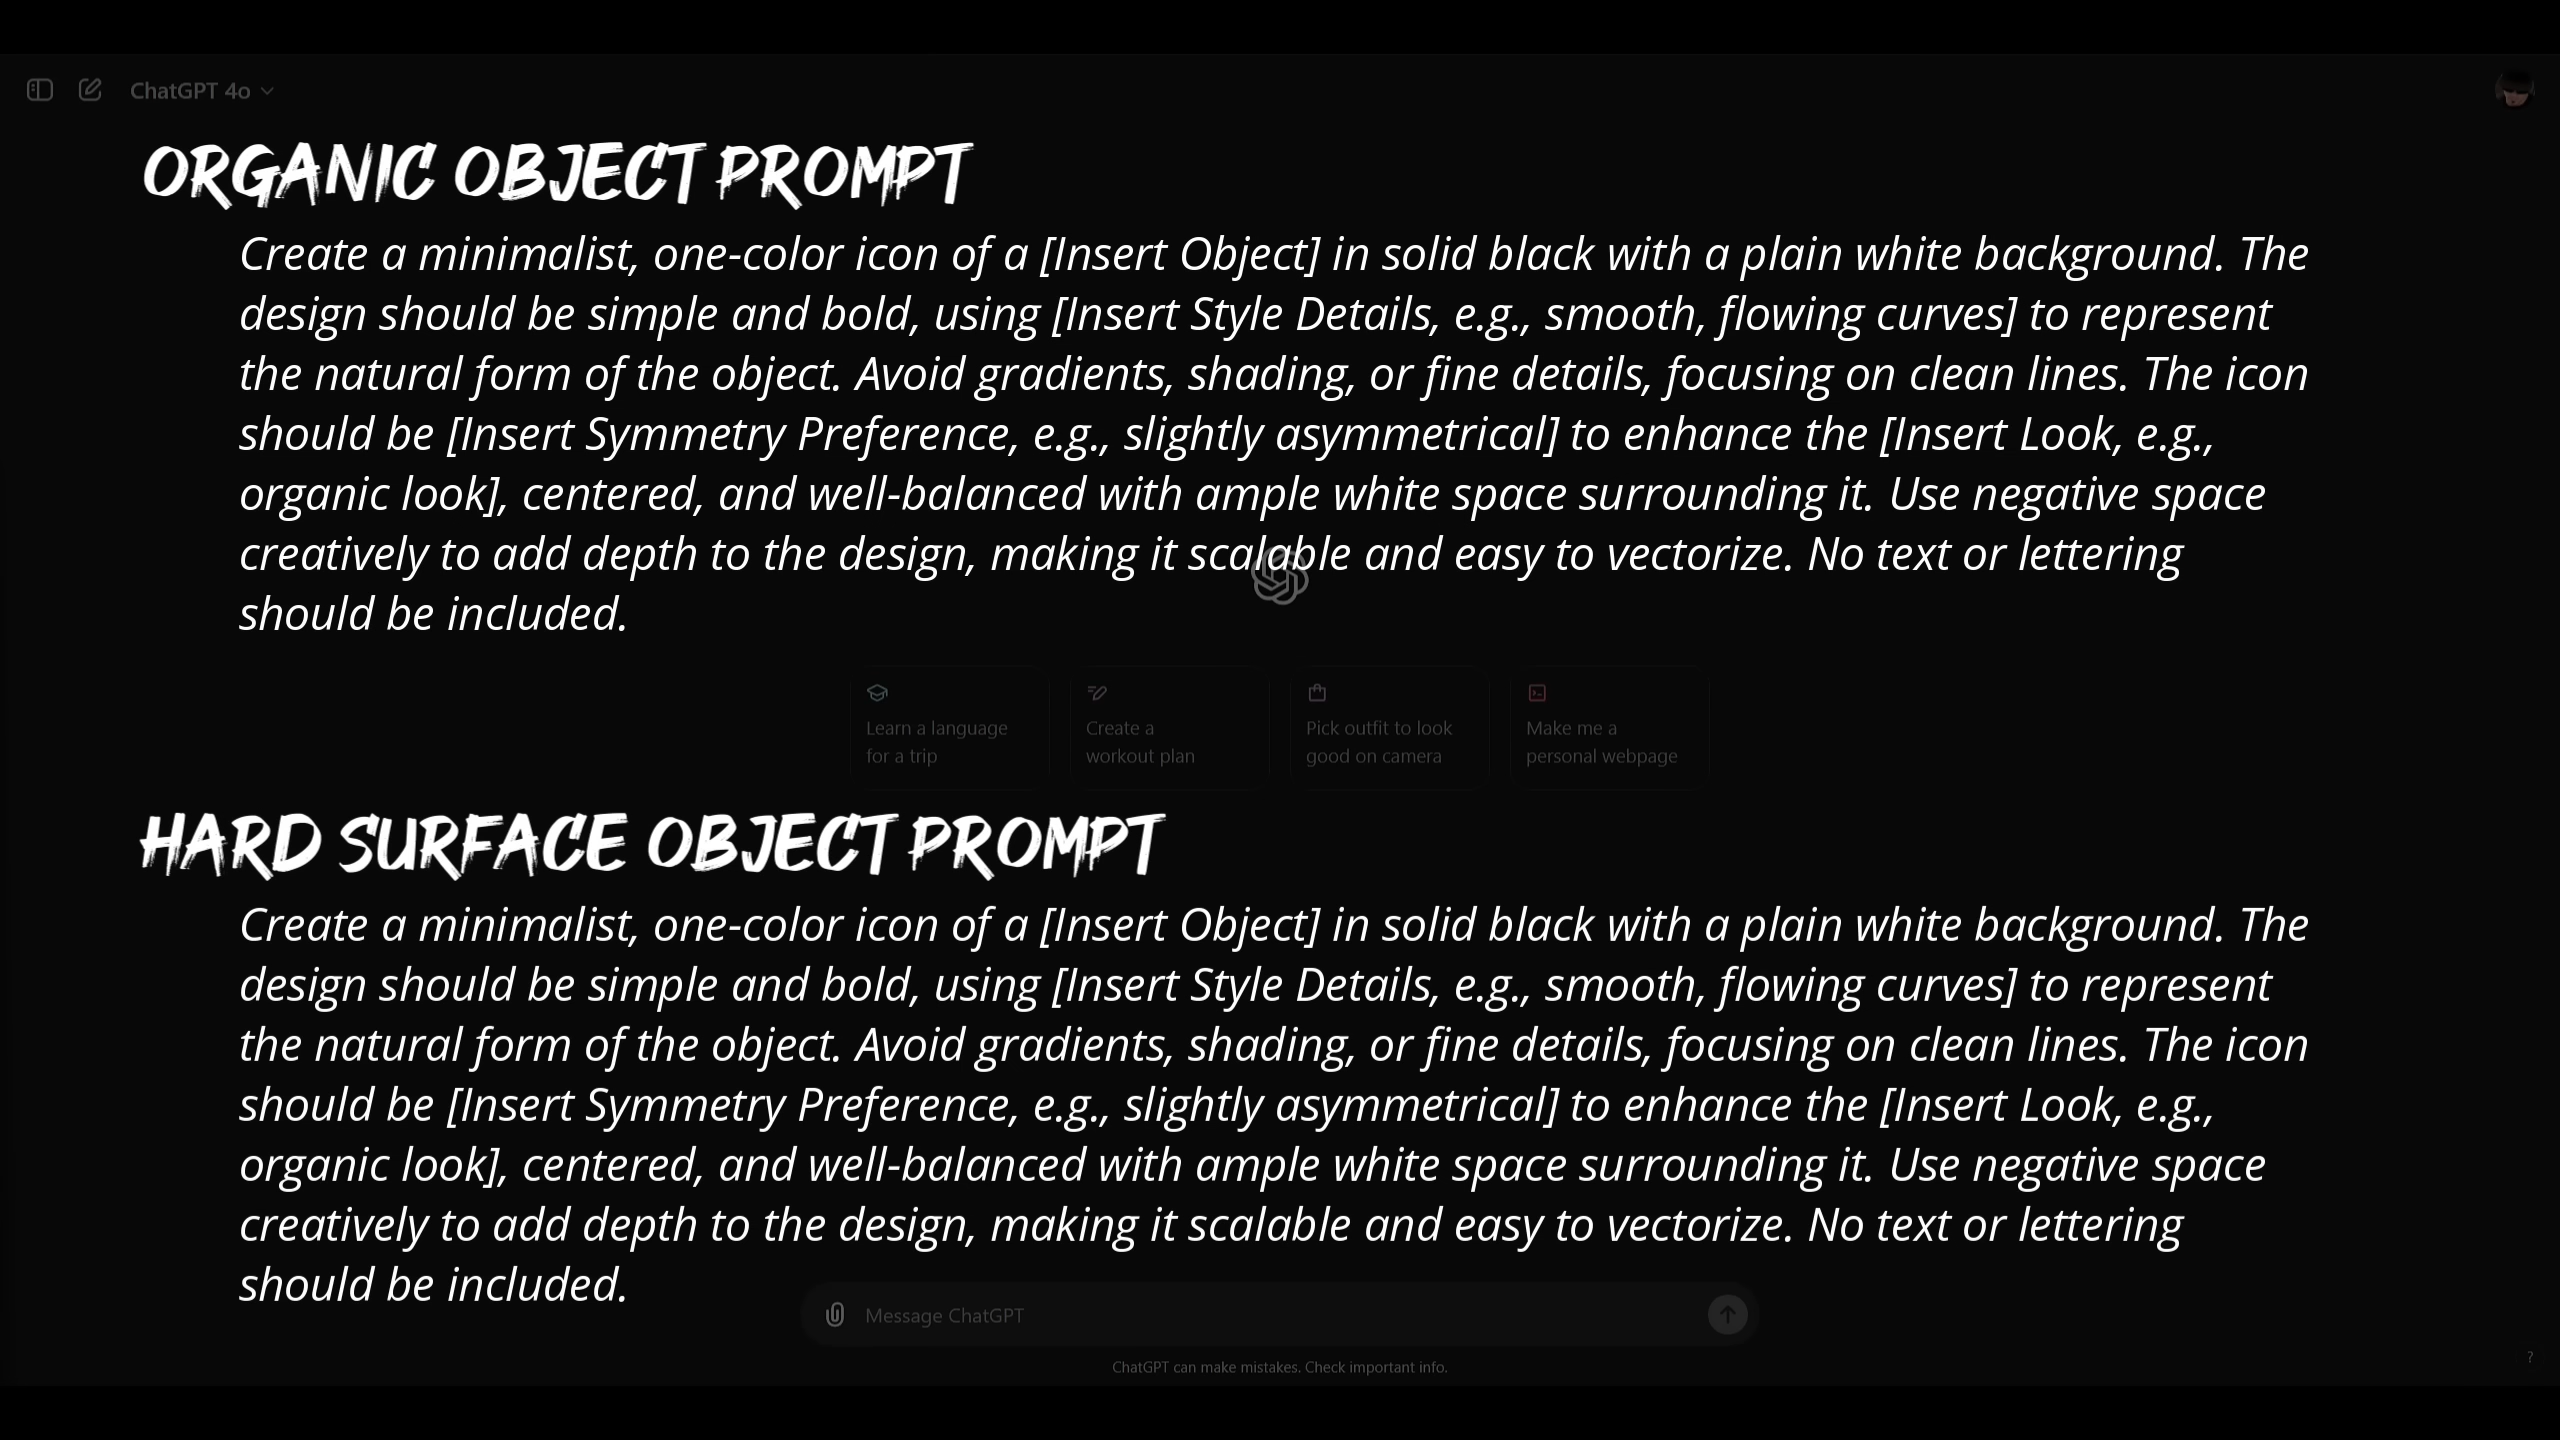 ChatGPT 4o
ORGANIC OBJECT PROMPT
Create a minimalist, one-color icon of a [Insert Object] in solid black with a plain white background. The
design should be simple and bold, using [Insert Style Details, e.g., smooth, flowing curves] to represent
the natural form of the object. Avoid gradients, shading, or fine details, focusing on clean lines. The icon
should be [Insert Symmetry Preference, e.g., slightly asymmetrical] to enhance the [Insert Look, e.g.,
organic look], centered, and well-balanced with ample white space surrounding it. Use negative space
creatively to add depth to the design, making it scalable and easy to vectorize. No text or lettering
should be included.
Learn a language
for a trip
Create a
workout plan
Pick outfit to look
good on camera
Make me a
personal webpage
HARD SURFACE OBJECT PROMPT
Create a minimalist, one-color icon of a [Insert Object] in solid black with a plain white background. The
design should be simple and bold, using [Insert Style Details, e.g., smooth, flowing curves] to represent
the natural form of the object. Avoid gradients, shading, or fine details, focusing on clean lines. The icon
should be [Insert Symmetry Preference, e.g., slightly asymmetrical] to enhance the [Insert Look, e.g.,
organic look], centered, and well-balanced with ample white space surrounding it. Use negative space
creatively to add depth to the design, making it scalable and easy to vectorize. No text or lettering
should be included.
Message ChatGPT
ChatGPT can make mistakes. Check important info.
?